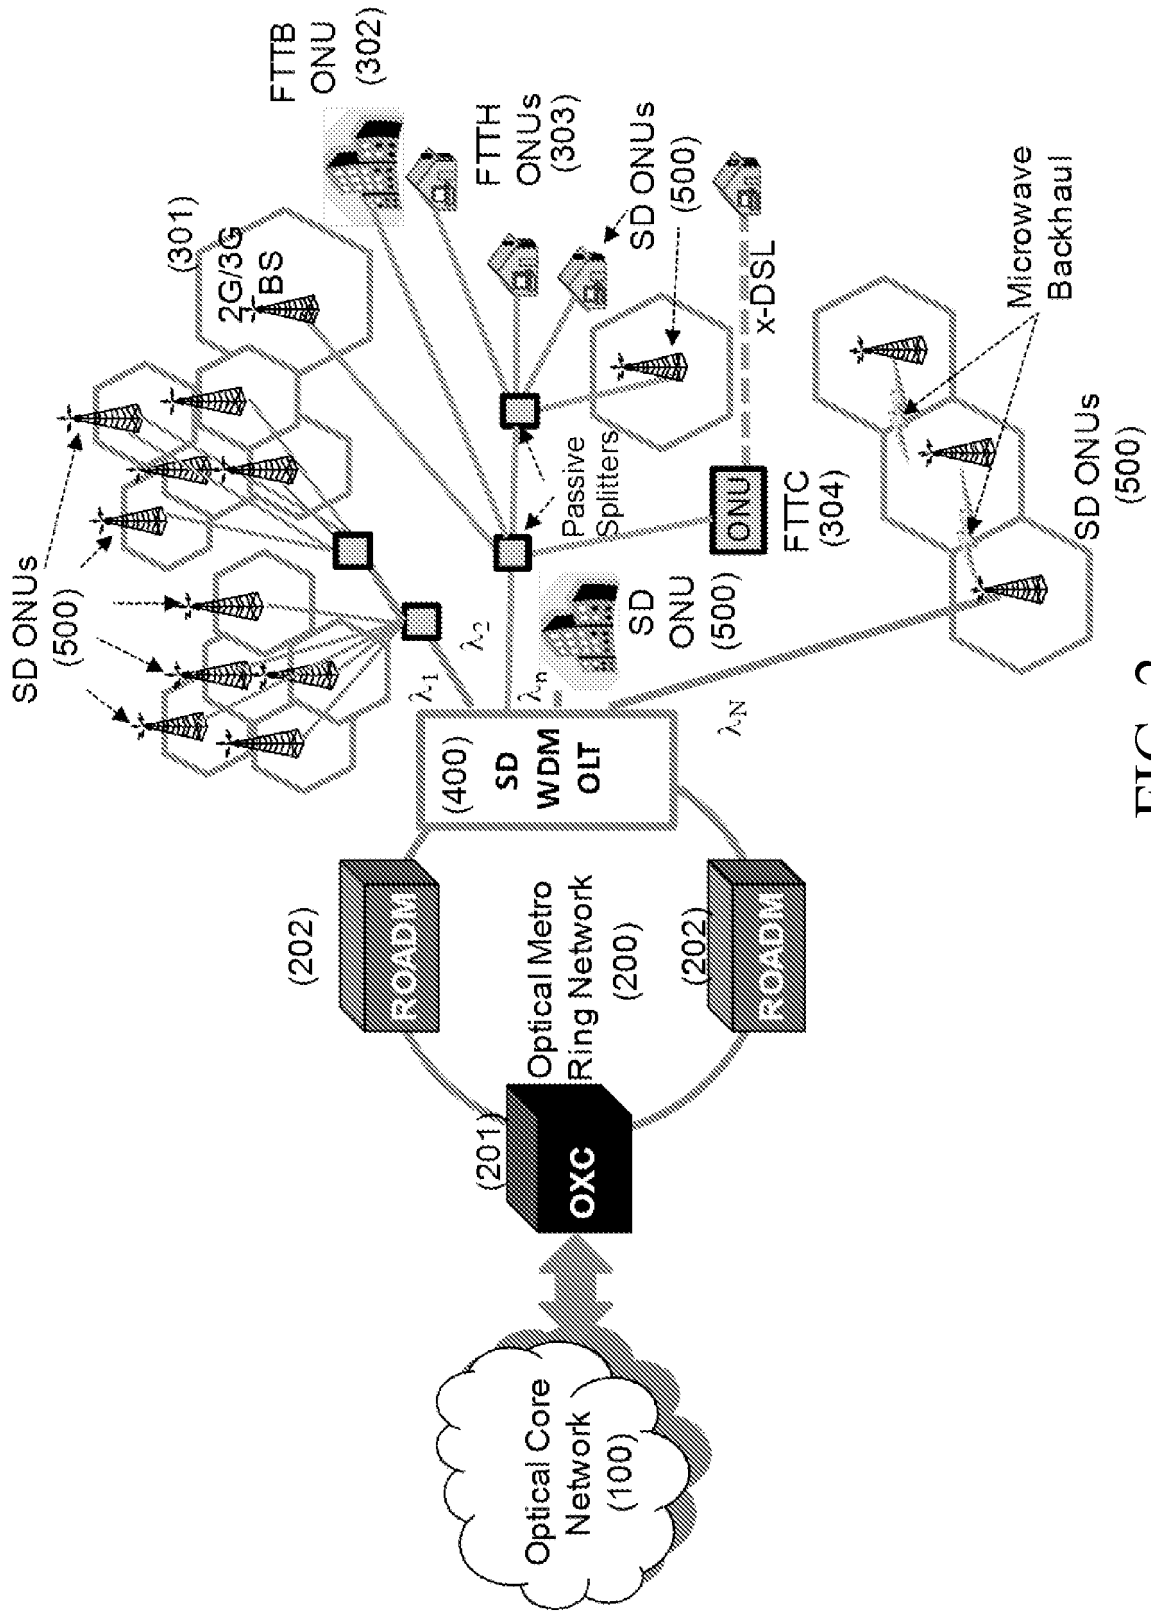 SD ONUs
(500)
(301)
2G/3G
BS
FTTB
ONU
(302)
FTTH
ONUs
(303)
SD ONUs
(500)
λ1
λ2
λn
λN
Passive
Splitters
SD
ONU
(500)
ONU
FTTC
(304)
x-DSL
Microwave
Backhaul
SD ONUs
(500)
(400)
SD
WDM
OLT
(202)
ROADM
Optical Metro
Ring Network
(200)
(202)
ROADM
(201)
OXC
Optical Core
Network
(100)